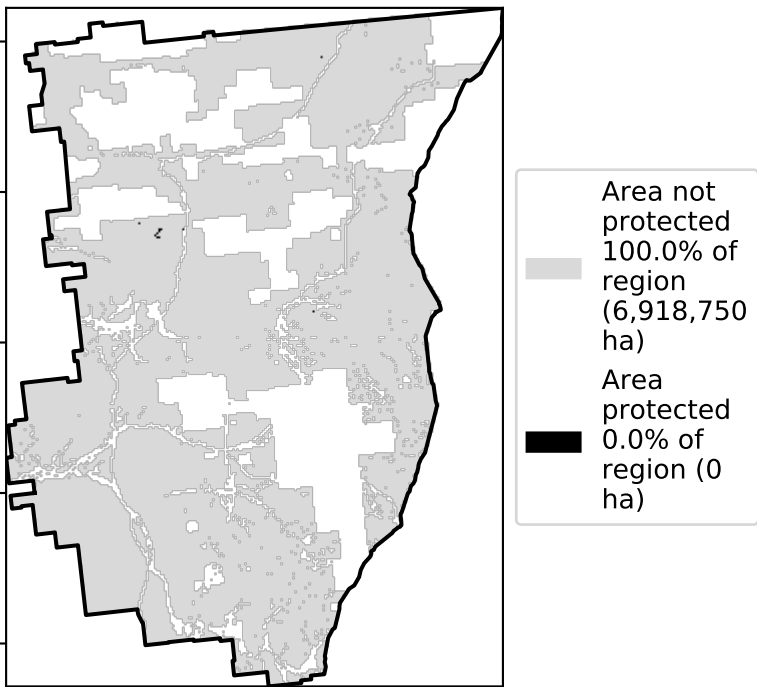 Area not
protected
100.0% of
region
(6,918,750
ha)
Area
protected
0.0% of
region (0
ha)